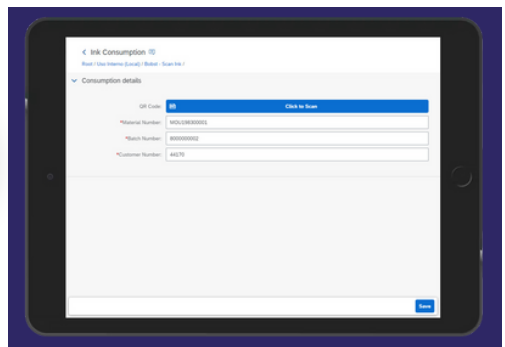 Ink Consumption
Root / Use Interno (Local) / Bobst - Scan Ink /
Consumption details
QR Code:
Click to Scan
*Material Number:
*Batch Number:
8000000002
*Customer Number:
44170
Save